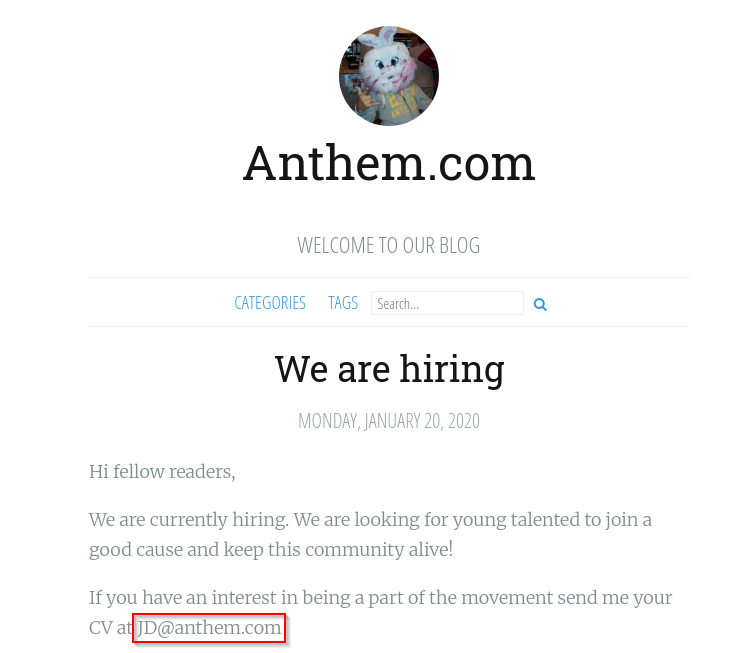 Anthem.com
WELCOME TO OUR BLOG
CATEGORIES TAGS Search...
We are hiring
MONDAY, JANUARY 20, 2020
Hi fellow readers,
We are currently hiring. We are looking for young talented to join a
good cause and keep this community alive!
If you have an interest in being a part of the movement send me your
CV at JD@anthem.com